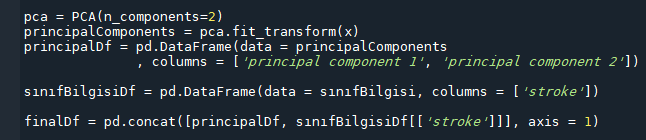 pca = PCA(n_components=2)
principalComponents = pca.fit_transform(x)
principalDf = pd.DataFrame(data = principalComponents
, columns = ['principal component 1', 'principal component 2'])
sınıfBilgisiDf = pd.DataFrame(data = sınıfBilgisi, columns = ['stroke'])
finalDf = pd.concat([principalDf, sınıfBilgisiDf[['stroke']]], axis = 1)